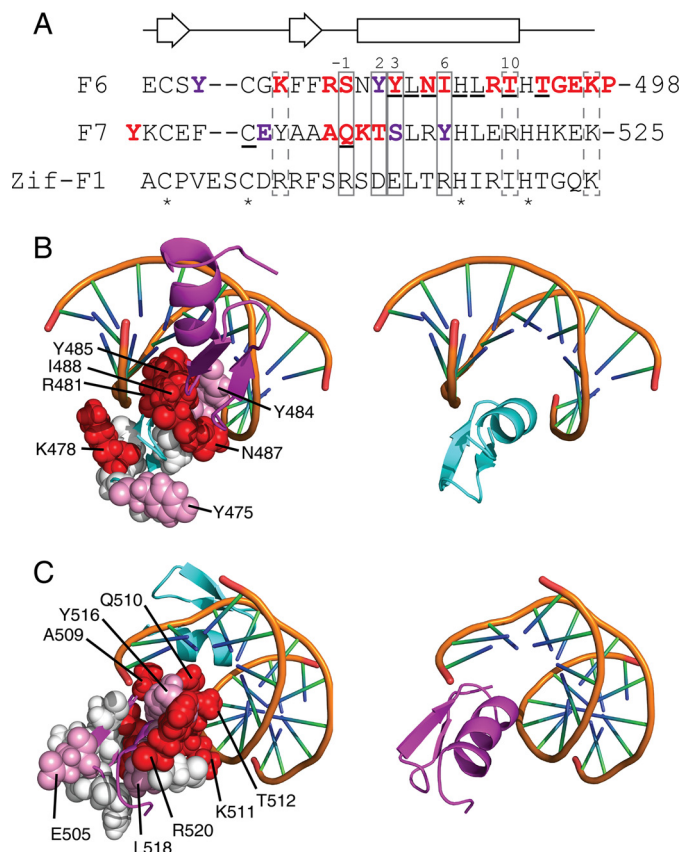 A
-1 2 3 6 10
F6 ECSY--CGKFFRSNYYLNIHLRTHTGEKP-498
F7 YKCEF--CEYAAAQKTSLRYHLERHHKEK-525
Zif-F1 ACPVESCDRRFSRSDELTRHIRIHTGQK
* * * *
B
Y485
I488
R481
Y484
K478
N487
Y475
C
Q510
Y516
A509
T512
K511
E505
R520
L518